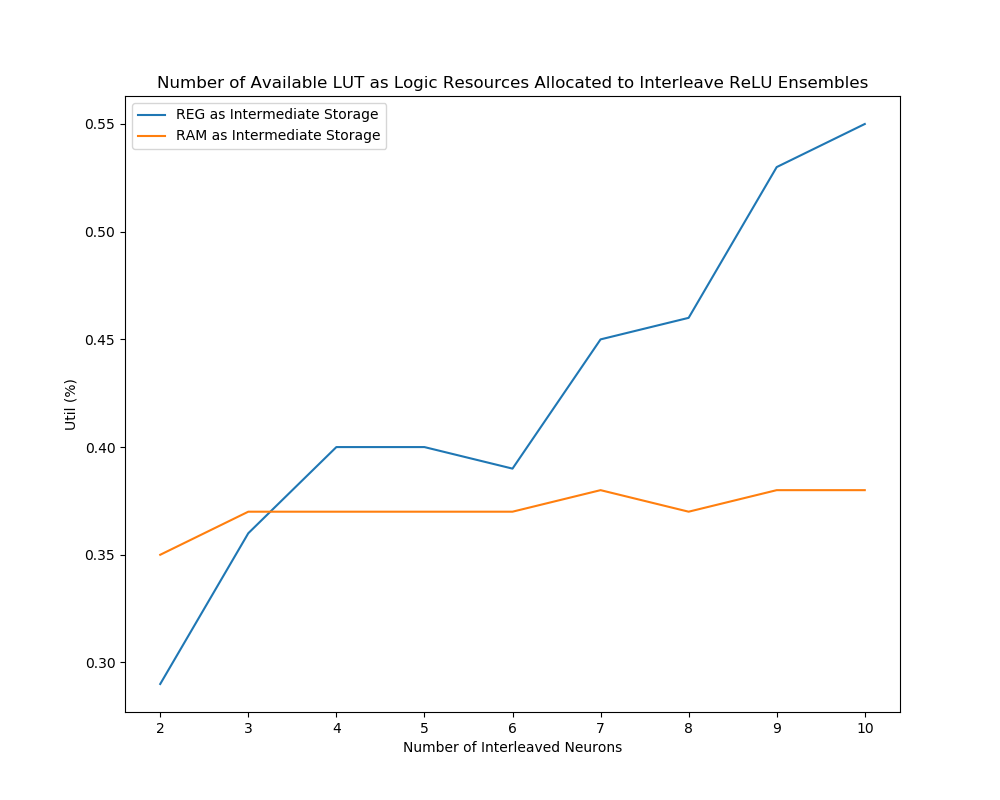 Number of Available LUT as Logic Resources Allocated to Interleave ReLU Ensembles
REG as Intermediate Storage
RAM as Intermediate Storage
0.55
0.50
0.45
0.40
0.35
0.30
Util (%)
2 3 4 5 6 7 8 9 10
Number of Interleaved Neurons